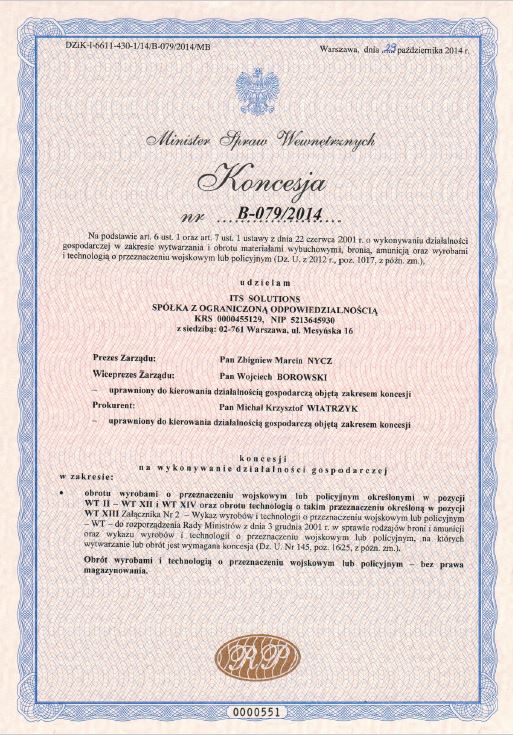 DZiK-I-6611-430-1/14/B-079/2014/MB
Warszawa, dnia 29 października 2014 r.
Minister Spraw Wewnętrznych
Koncesja
nr ....B-079/2014....
Na podstawie art. 6 ust. 1 oraz art. 7 ust. 1 ustawy z dnia 22 czerwca 2001 r. o wykonywaniu działalności
gospodarczej w zakresie wytwarzania i obrotu materiałami wybuchowymi, bronią, amunicją oraz wyrobami
i technologią o przeznaczeniu wojskowym lub policyjnym (Dz. U. z 2012 r., poz. 1017, z późn. zm.),
udzielam
ITS SOLUTIONS
SPÓŁKA Z OGRANICZONĄ ODPOWIEDZIALNOŚCIĄ
KRS 0000455129, NIP 5213645930
z siedzibą: 02-761 Warszawa, ul. Mesyńska 16
Prezes Zarządu: Pan Zbigniew Marcin NYCZ
Wiceprezes Zarządu: Pan Wojciech BOROWSKI
– uprawniony do kierowania działalnością gospodarczą objętą zakresem koncesji
Prokurent: Pan Michał Krzysztof WIATRZYK
– uprawniony do kierowania działalnością gospodarczą objętą zakresem koncesji
koncesji
na wykonywanie działalności gospodarczej
w zakresie:
• obrotu wyrobami o przeznaczeniu wojskowym lub policyjnym określonymi w pozycji
WT II – WT XII i WT XIV oraz obrotu technologią o takim przeznaczeniu określoną w pozycji
WT XIII Załącznika Nr 2 – Wykaz wyrobów i technologii o przeznaczeniu wojskowym lub policyjnym
– WT – do rozporządzenia Rady Ministrów z dnia 3 grudnia 2001 r. w sprawie rodzajów broni i amunicji
oraz wykazu wyrobów i technologii o przeznaczeniu wojskowym lub policyjnym, na których
wytwarzanie lub obrót jest wymagana koncesja (Dz. U. Nr 145, poz. 1625, z późn. zm.).
Obrót wyrobami i technologią o przeznaczeniu wojskowym lub policyjnym – bez prawa
magazynowania.
RP
0000551